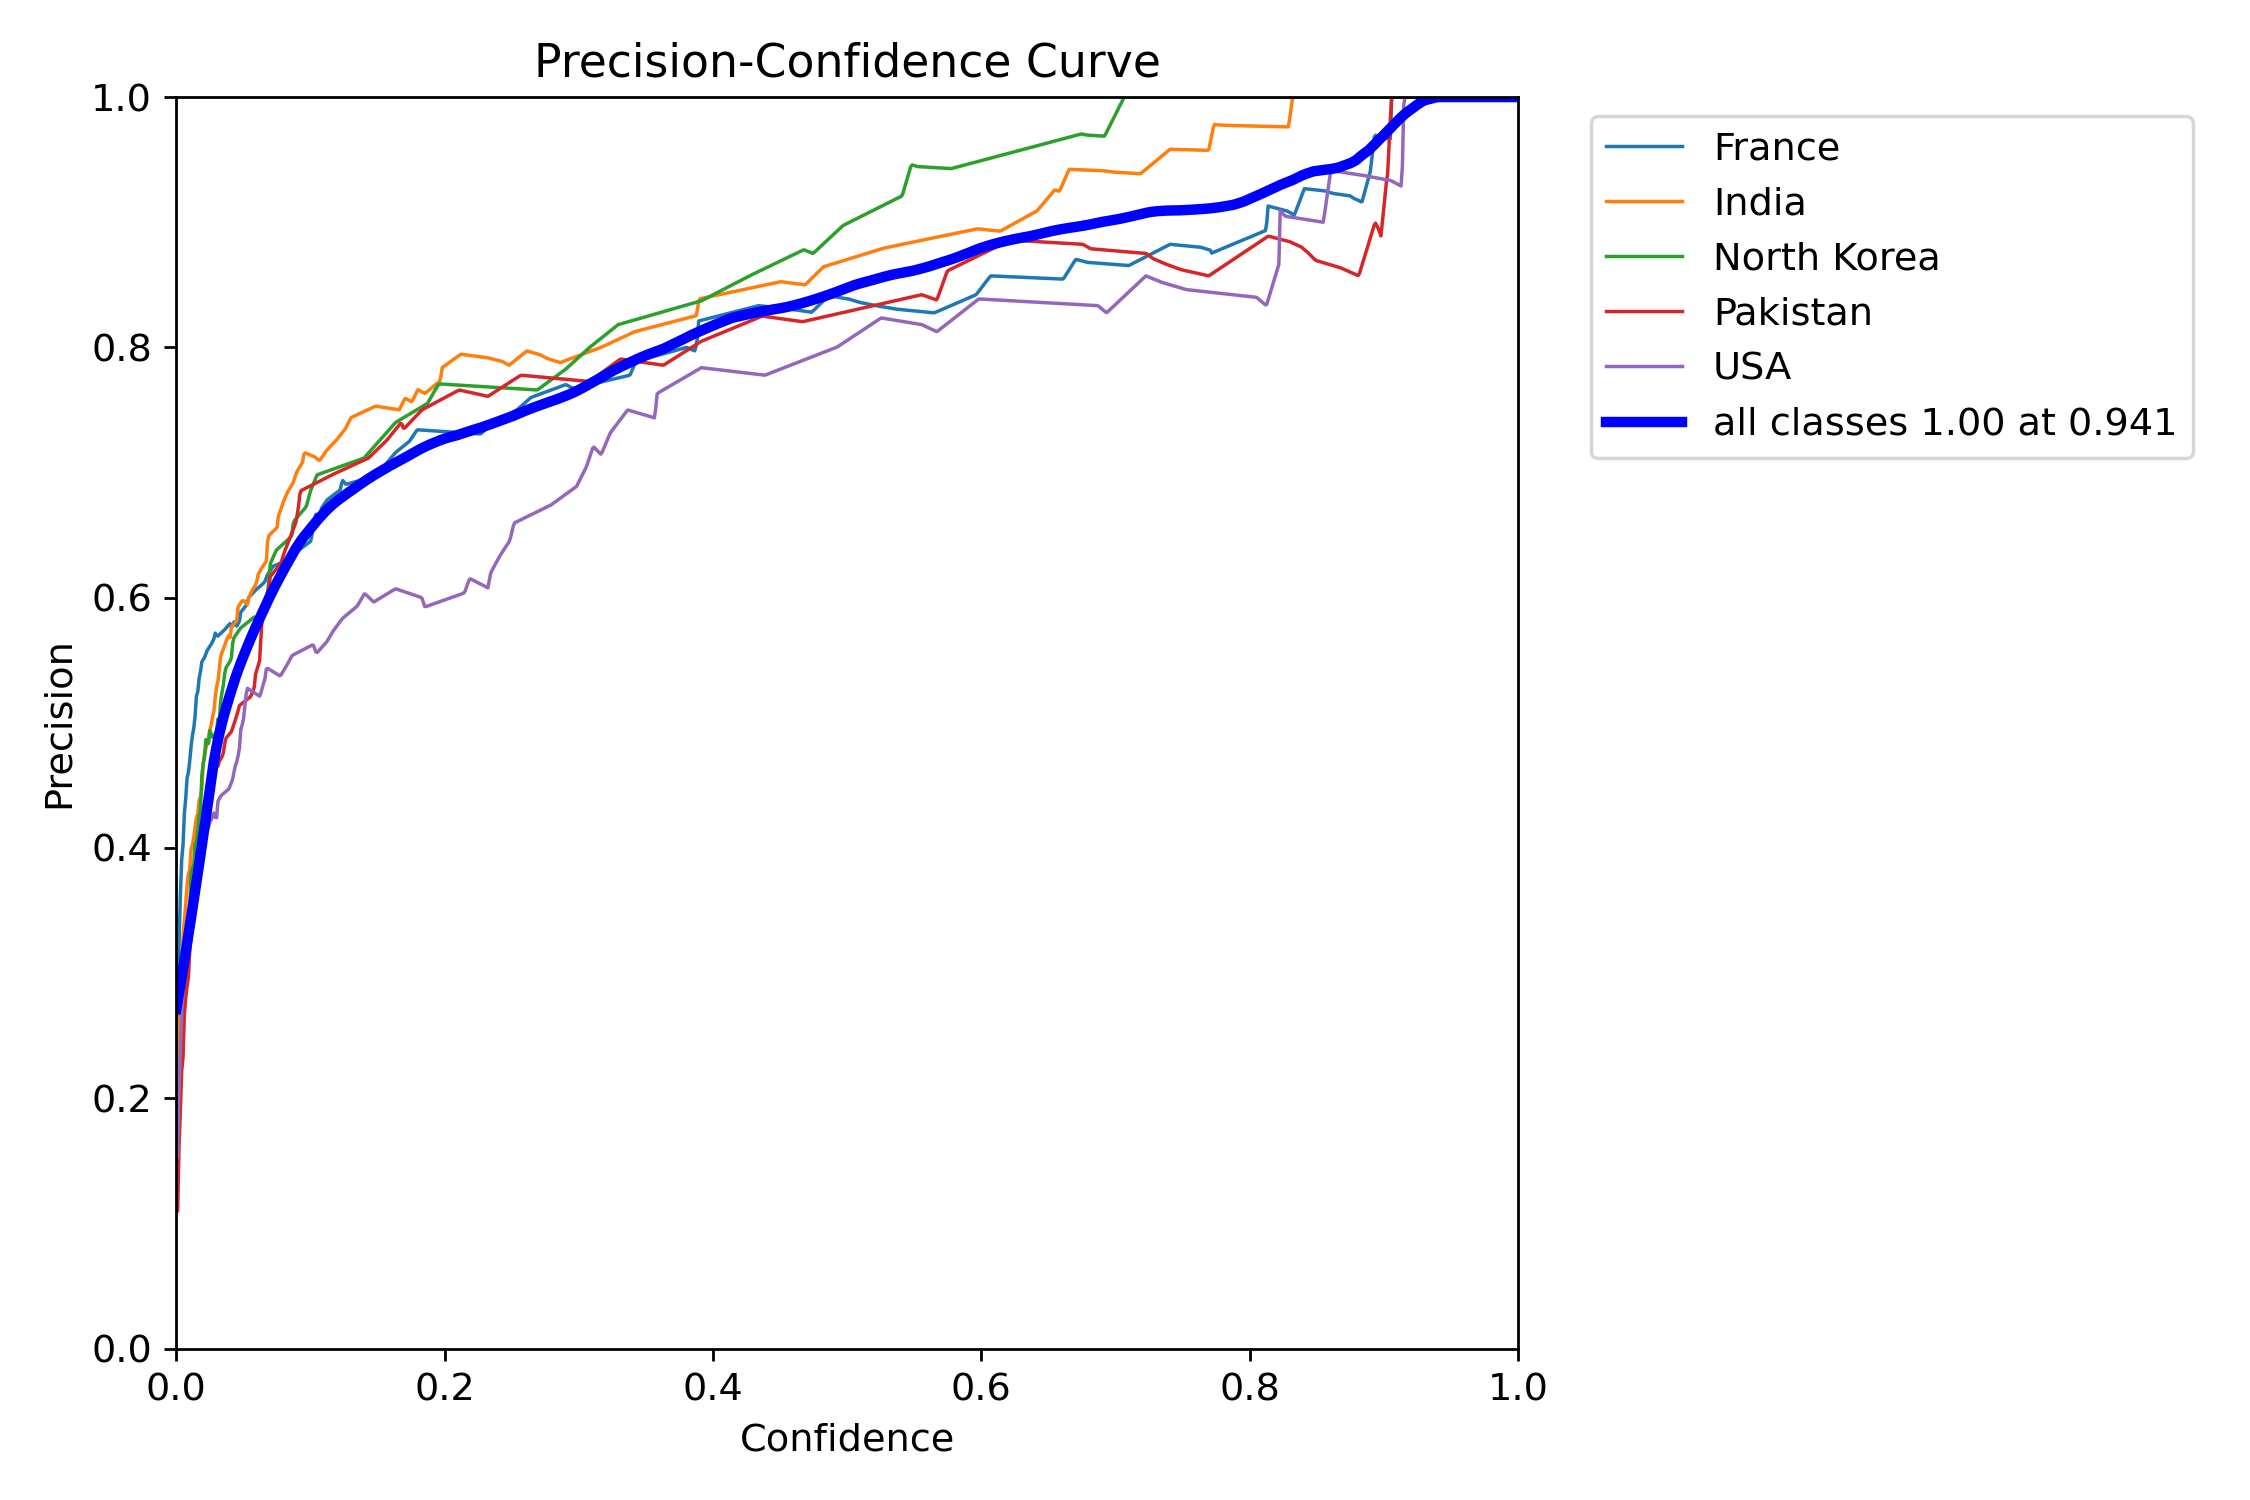 Precision-Confidence Curve
1.0
0.8
0.6
0.4
0.2
0.0
Precision
0.0 0.2 0.4 0.6 0.8 1.0
Confidence
France
India
North Korea
Pakistan
USA
all classes 1.00 at 0.941